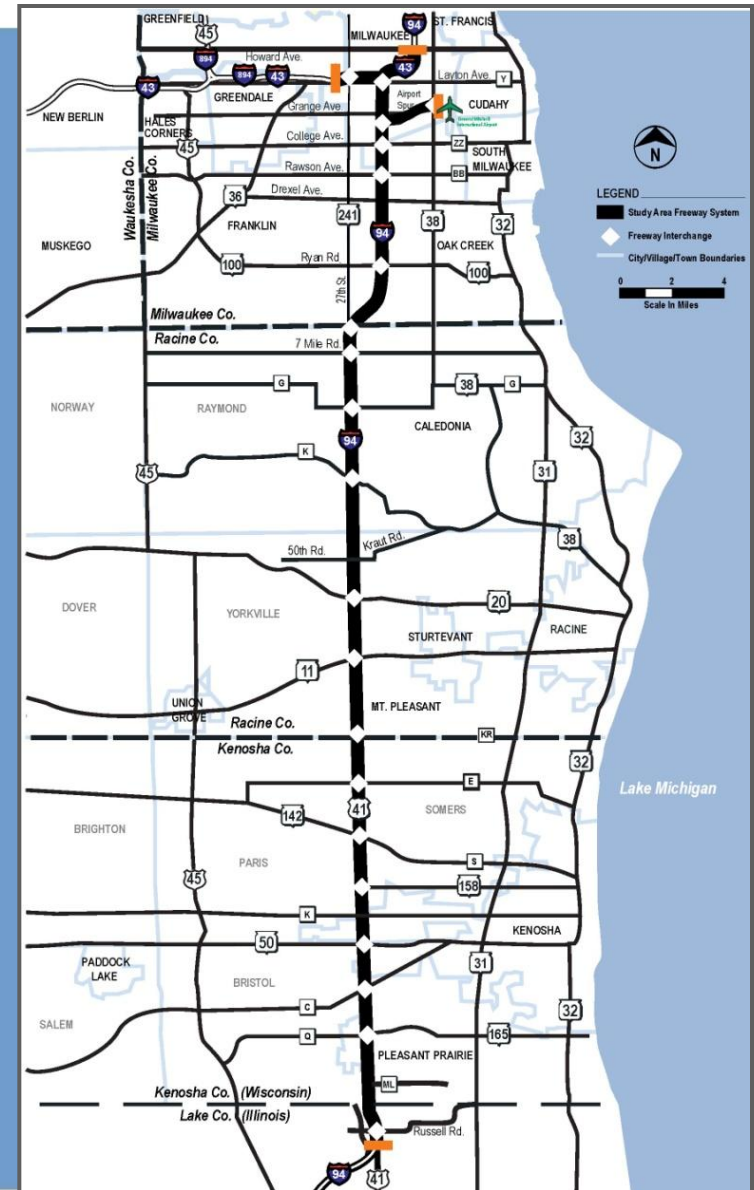 GREENFIELD
45
94
ST. FRANCIS
MILWAUKEE
894
Howard Ave.
43
894
43
43
Layton Ave.
Y
GREENDALE
Airport
Spur
CUDAHY
NEW BERLIN
Grange Ave.
General Mitchell
International Airport
HALES
CORNERS
45
College Ave.
ZZ
SOUTH
MILWAUKEE
Rawson Ave.
BB
Waukesha Co.
Milwaukee Co.
36
Drexel Ave.
241
38
32
FRANKLIN
94
MUSKEGO
OAK CREEK
100
Ryan Rd.
100
27th St.
Milwaukee Co.
Racine Co.
7 Mile Rd.
G
38
G
NORWAY
RAYMOND
CALEDONIA
94
32
K
45
31
50th Rd.
Kraut Rd.
38
DOVER
YORKVILLE
20
STURTEVANT
RACINE
11
UNION
GROVE
MT. PLEASANT
Racine Co.
Kenosha Co.
KR
32
E
41
142
SOMERS
BRIGHTON
PARIS
S
45
158
K
KENOSHA
50
PADDOCK
LAKE
31
BRISTOL
32
C
SALEM
Q
165
PLEASANT PRAIRIE
ML
Kenosha Co. (Wisconsin)
Lake Co. (Illinois)
Russell Rd.
94
41
Lake Michigan
N
LEGEND
Study Area Freeway System
Freeway Interchange
City/Village/Town Boundaries
0 2 4
Scale In Miles